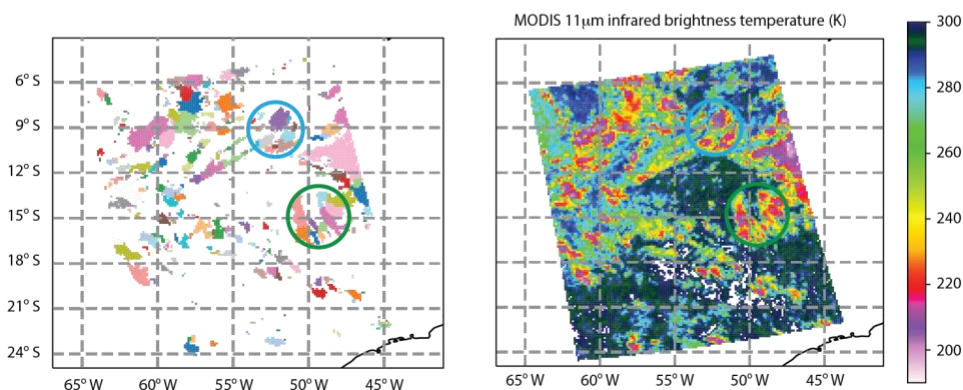 MODIS 11µm infrared brightness temperature (K)
6° S
9° S
12° S
15° S
18° S
21° S
24° S
65°W 60°W 55°W 50°W 45°W
65°W 60°W 55°W 50°W 45°W
300
280
260
240
220
200